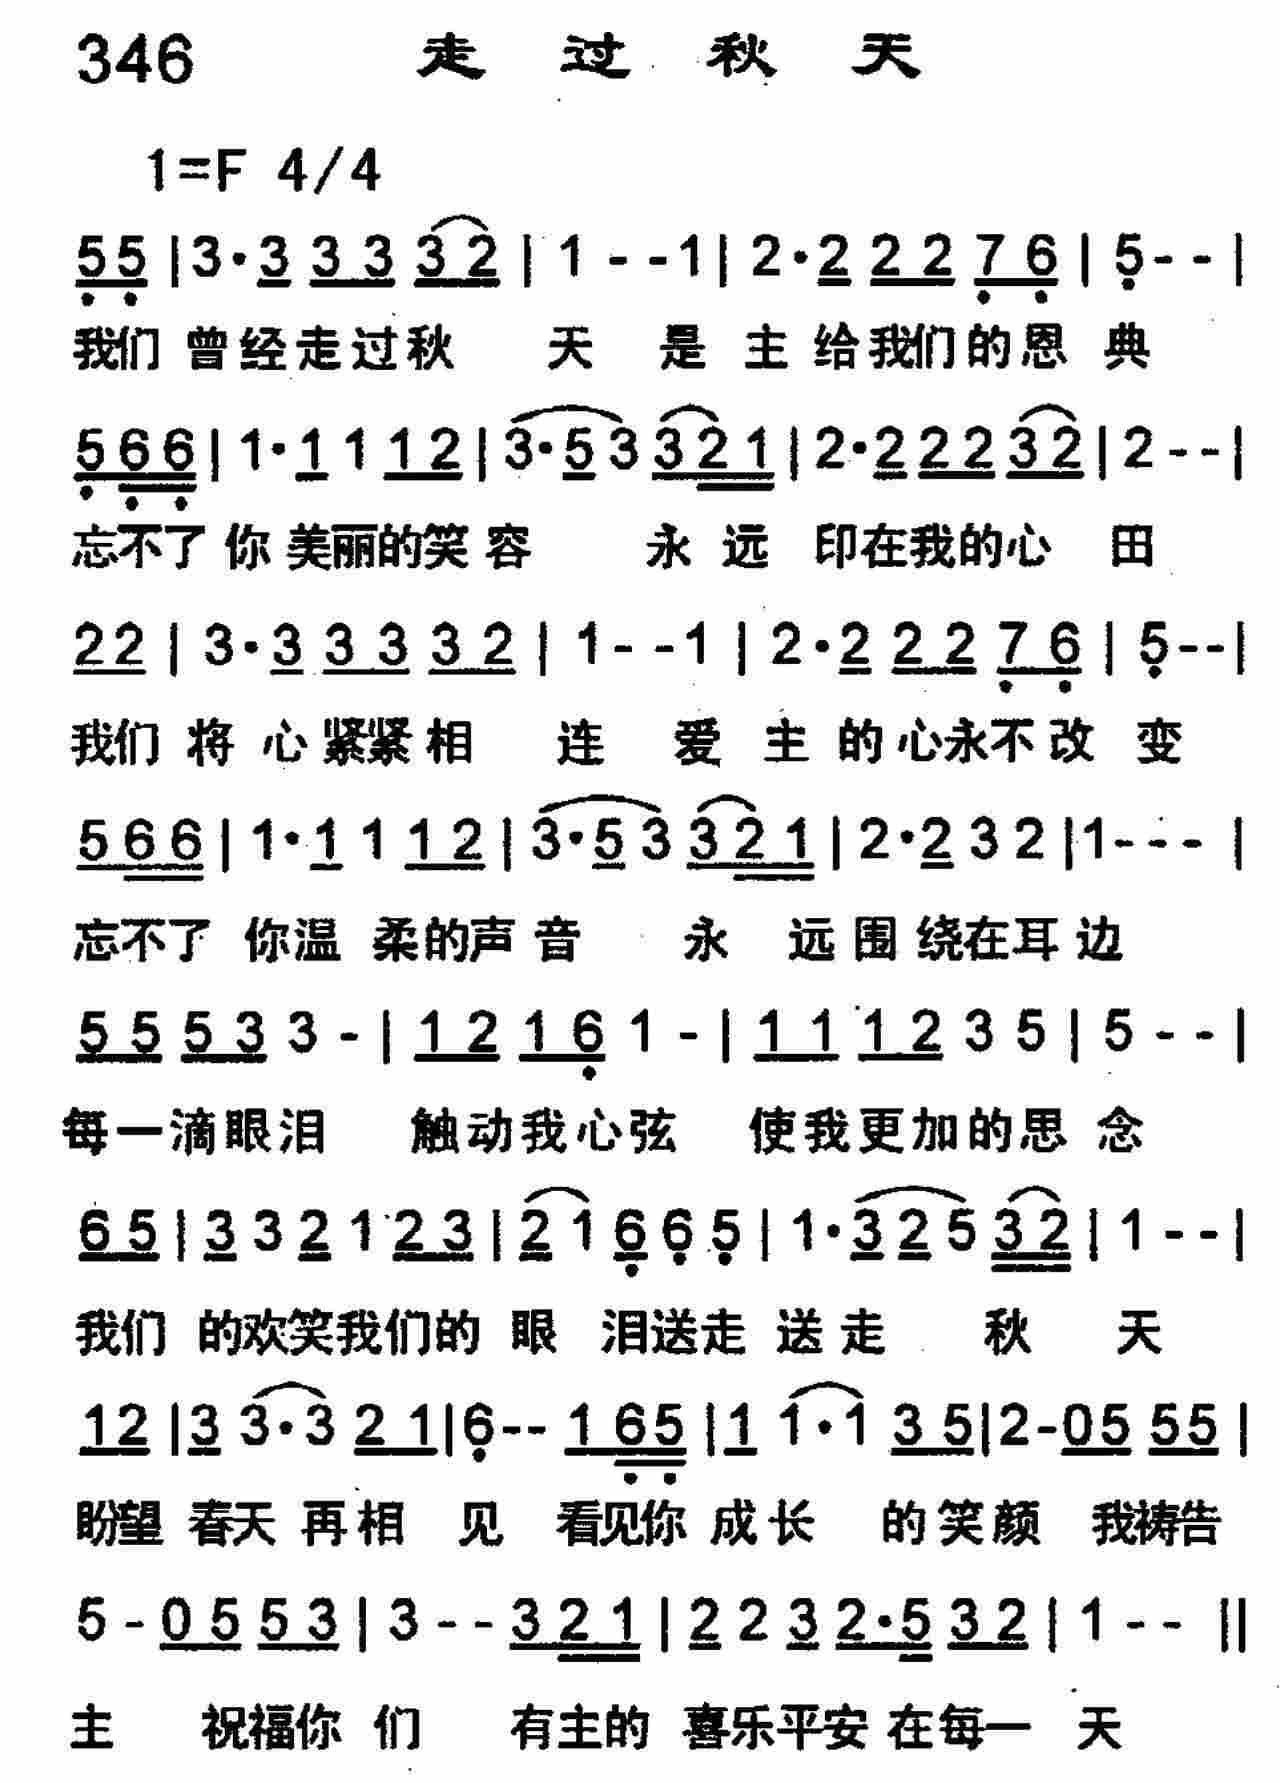 346 走过秋天
1=F 4/4
55|3·3 33 32|1--1|2·2 22 76|5--|
我们曾经走过秋天是主给我们的恩典
566|1·1 1 12|3·53 321|2·2 22 32|2--|
忘不了你美丽的笑容永远印在我的心田
22|3·3 33 32|1--1|2·2 22 76|5--|
我们将心紧紧相连爱主的心永不改变
566|1·1 1 12|3·53 321|2·2 3 2|1---|
忘不了你温柔的声音永远围绕在耳边
55 53 3-|12 16 1-|11 12 3 5|5--|
每一滴眼泪触动我心弦使我更加的思念
65|3 3 2 1 23|2 1 6 6 5|1·3 2 5 32|1--|
我们的欢笑我们的眼泪送走送走秋天
12|3 3·3 21|6--165|1 1·1 35|2-05 55|
盼望春天再相见看见你成长的笑颜我祷告
5-05 53|3--321|2 2 3 2·5 32|1--||
主祝福你们有主的喜乐平安在每一天